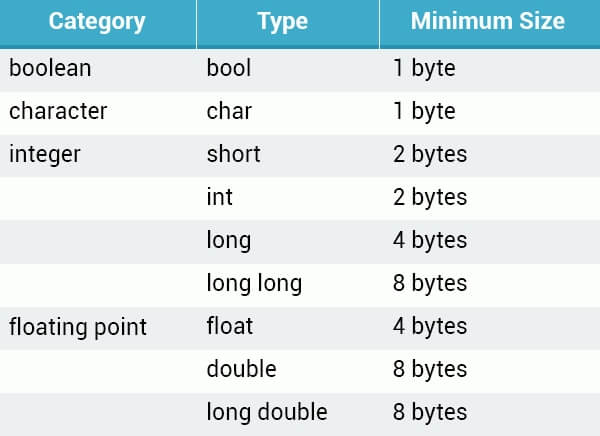 Category Type Minimum Size
boolean bool 1 byte
character char 1 byte
integer short 2 bytes
int 2 bytes
long 4 bytes
long long 8 bytes
floating point float 4 bytes
double 8 bytes
long double 8 bytes